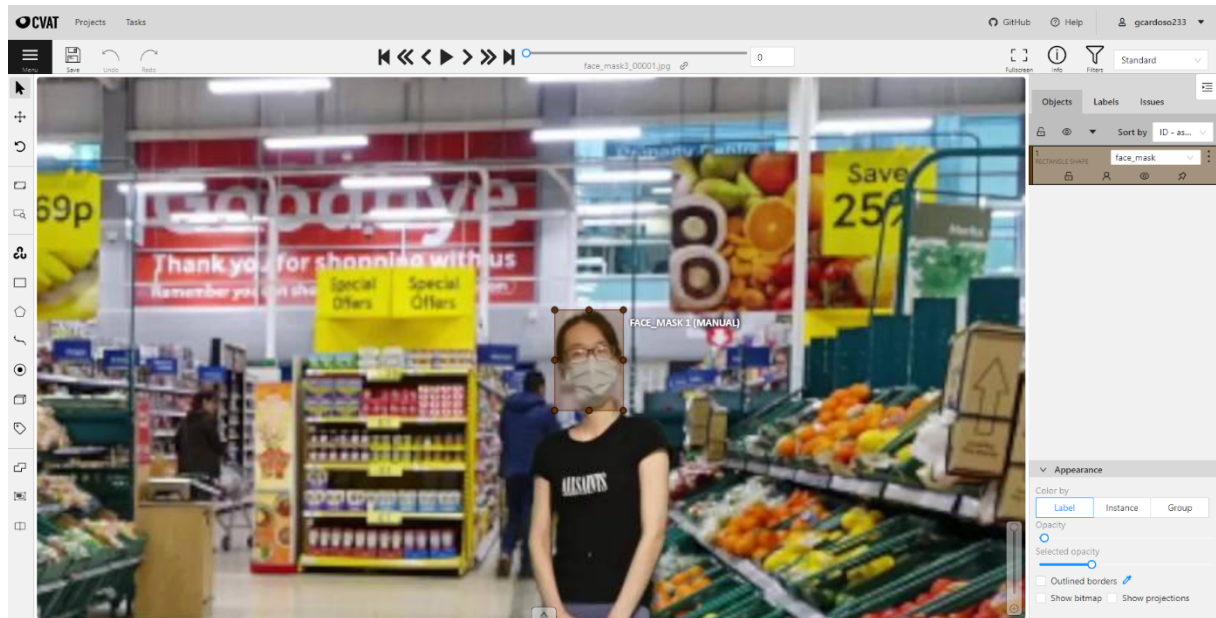 CVAT Projects Tasks GitHub Help gcardoso233
Menu Save Undo Redo face_mask3_00001.jpg 0 Fullscreen Info Filters Standard
Objects Labels Issues
Sort by ID - as...
1
RECTANGLE SHAPE face_mask
69p
Goodbye
Thank you for shopping with us
Special Offers
Special Offers
Save
25
Herbs
FACE_MASK 1 (MANUAL)
ALLSAINTS
Appearance
Color by
Label Instance Group
Opacity
Selected opacity
Outlined borders
Show bitmap Show projections